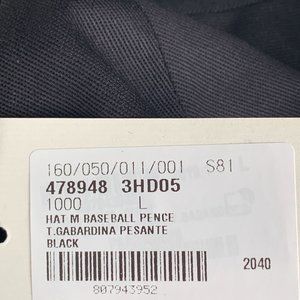 160/050/011/001 S81
478948 3HD05
1000 L
HAT M BASEBALL PENCE
T.GABARDINA PESANTE
BLACK
2040
807943952